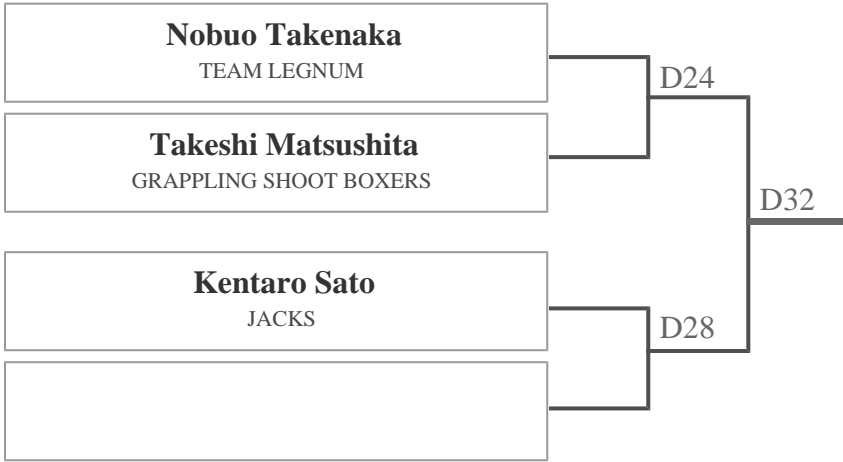 Nobuo Takenaka
TEAM LEGNUM
D24
Takeshi Matsushita
GRAPPLING SHOOT BOXERS
D32
Kentaro Sato
JACKS
D28